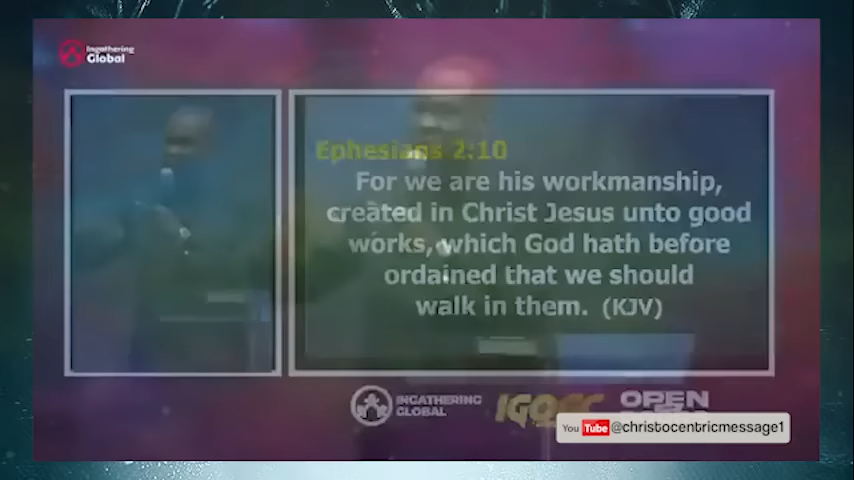 Ingathering
Global
Ephesians 2:10
For we are his workmanship,
created in Christ Jesus unto good
works, which God hath before
ordained that we should
walk in them. (KJV)
INGATHERING
GLOBAL
OPEN
You Tube @christocentricmessage1